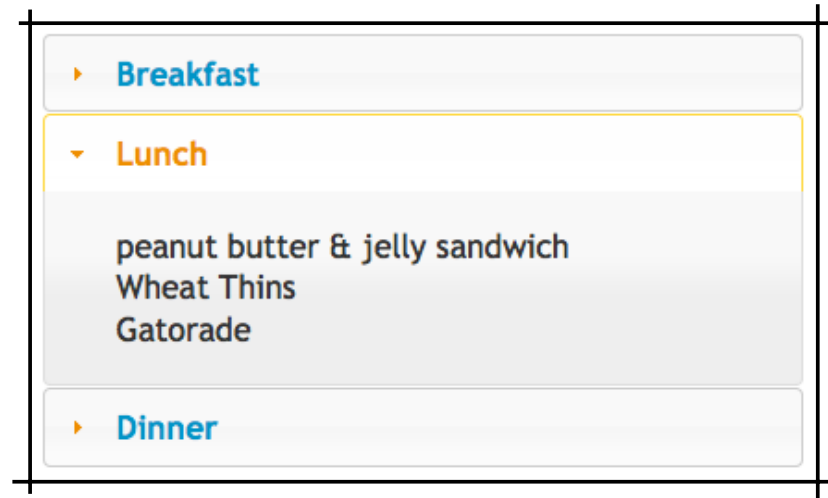 Breakfast
Lunch
peanut butter & jelly sandwich
Wheat Thins
Gatorade
Dinner